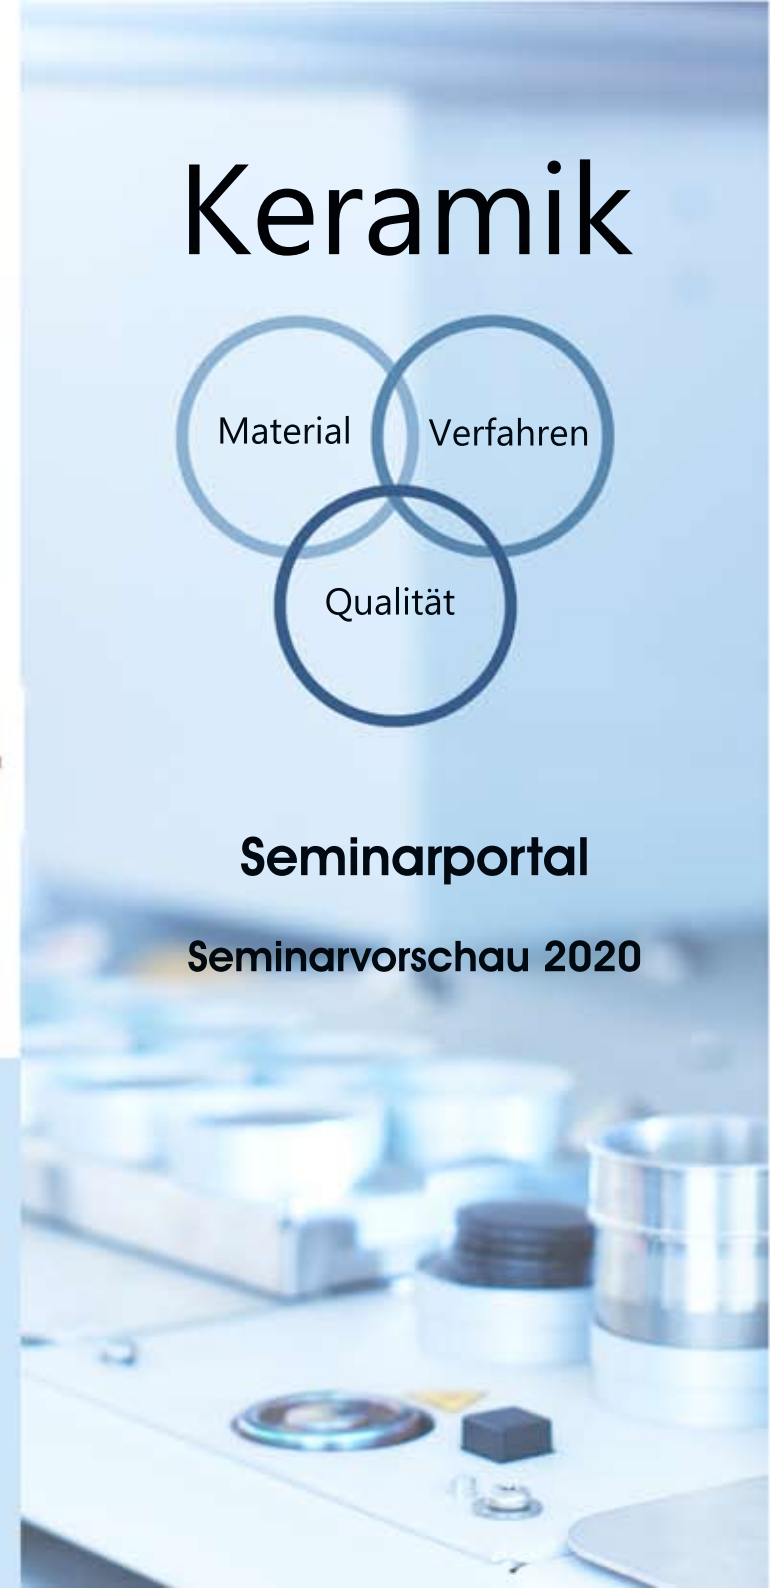 Keramik
Material
Verfahren
Qualität
Seminarportal
Seminarvorschau 2020